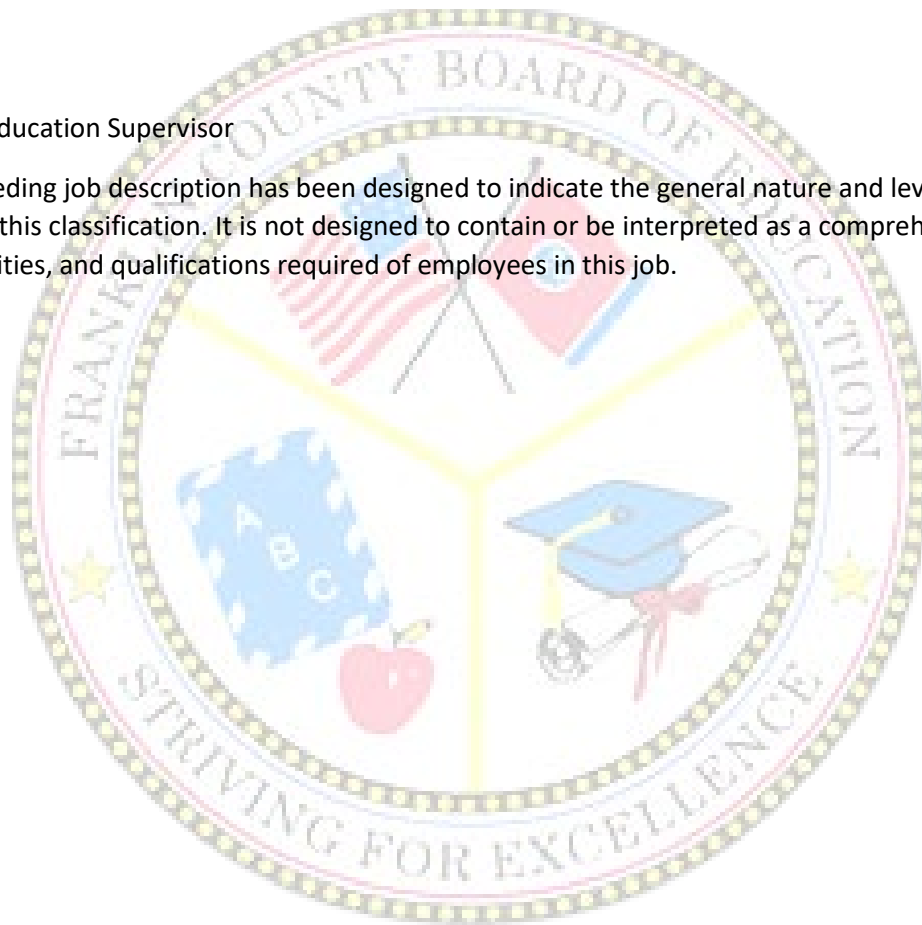 ducation Supervisor
eding job description has been designed to indicate the general nature and lev
this classification. It is not designed to contain or be interpreted as a compreh
ities, and qualifications required of employees in this job.
COUNTY BOARD OF EDUCATION
A B C
STRIVING FOR EXCELLENCE